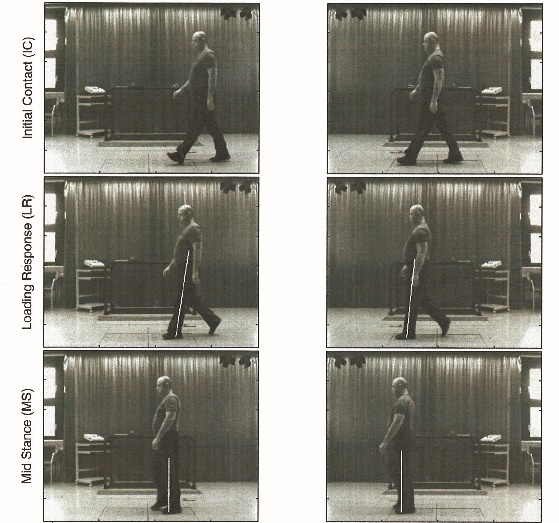 Initial Contact (IC)
Loading Response (LR)
Mid Stance (MS)